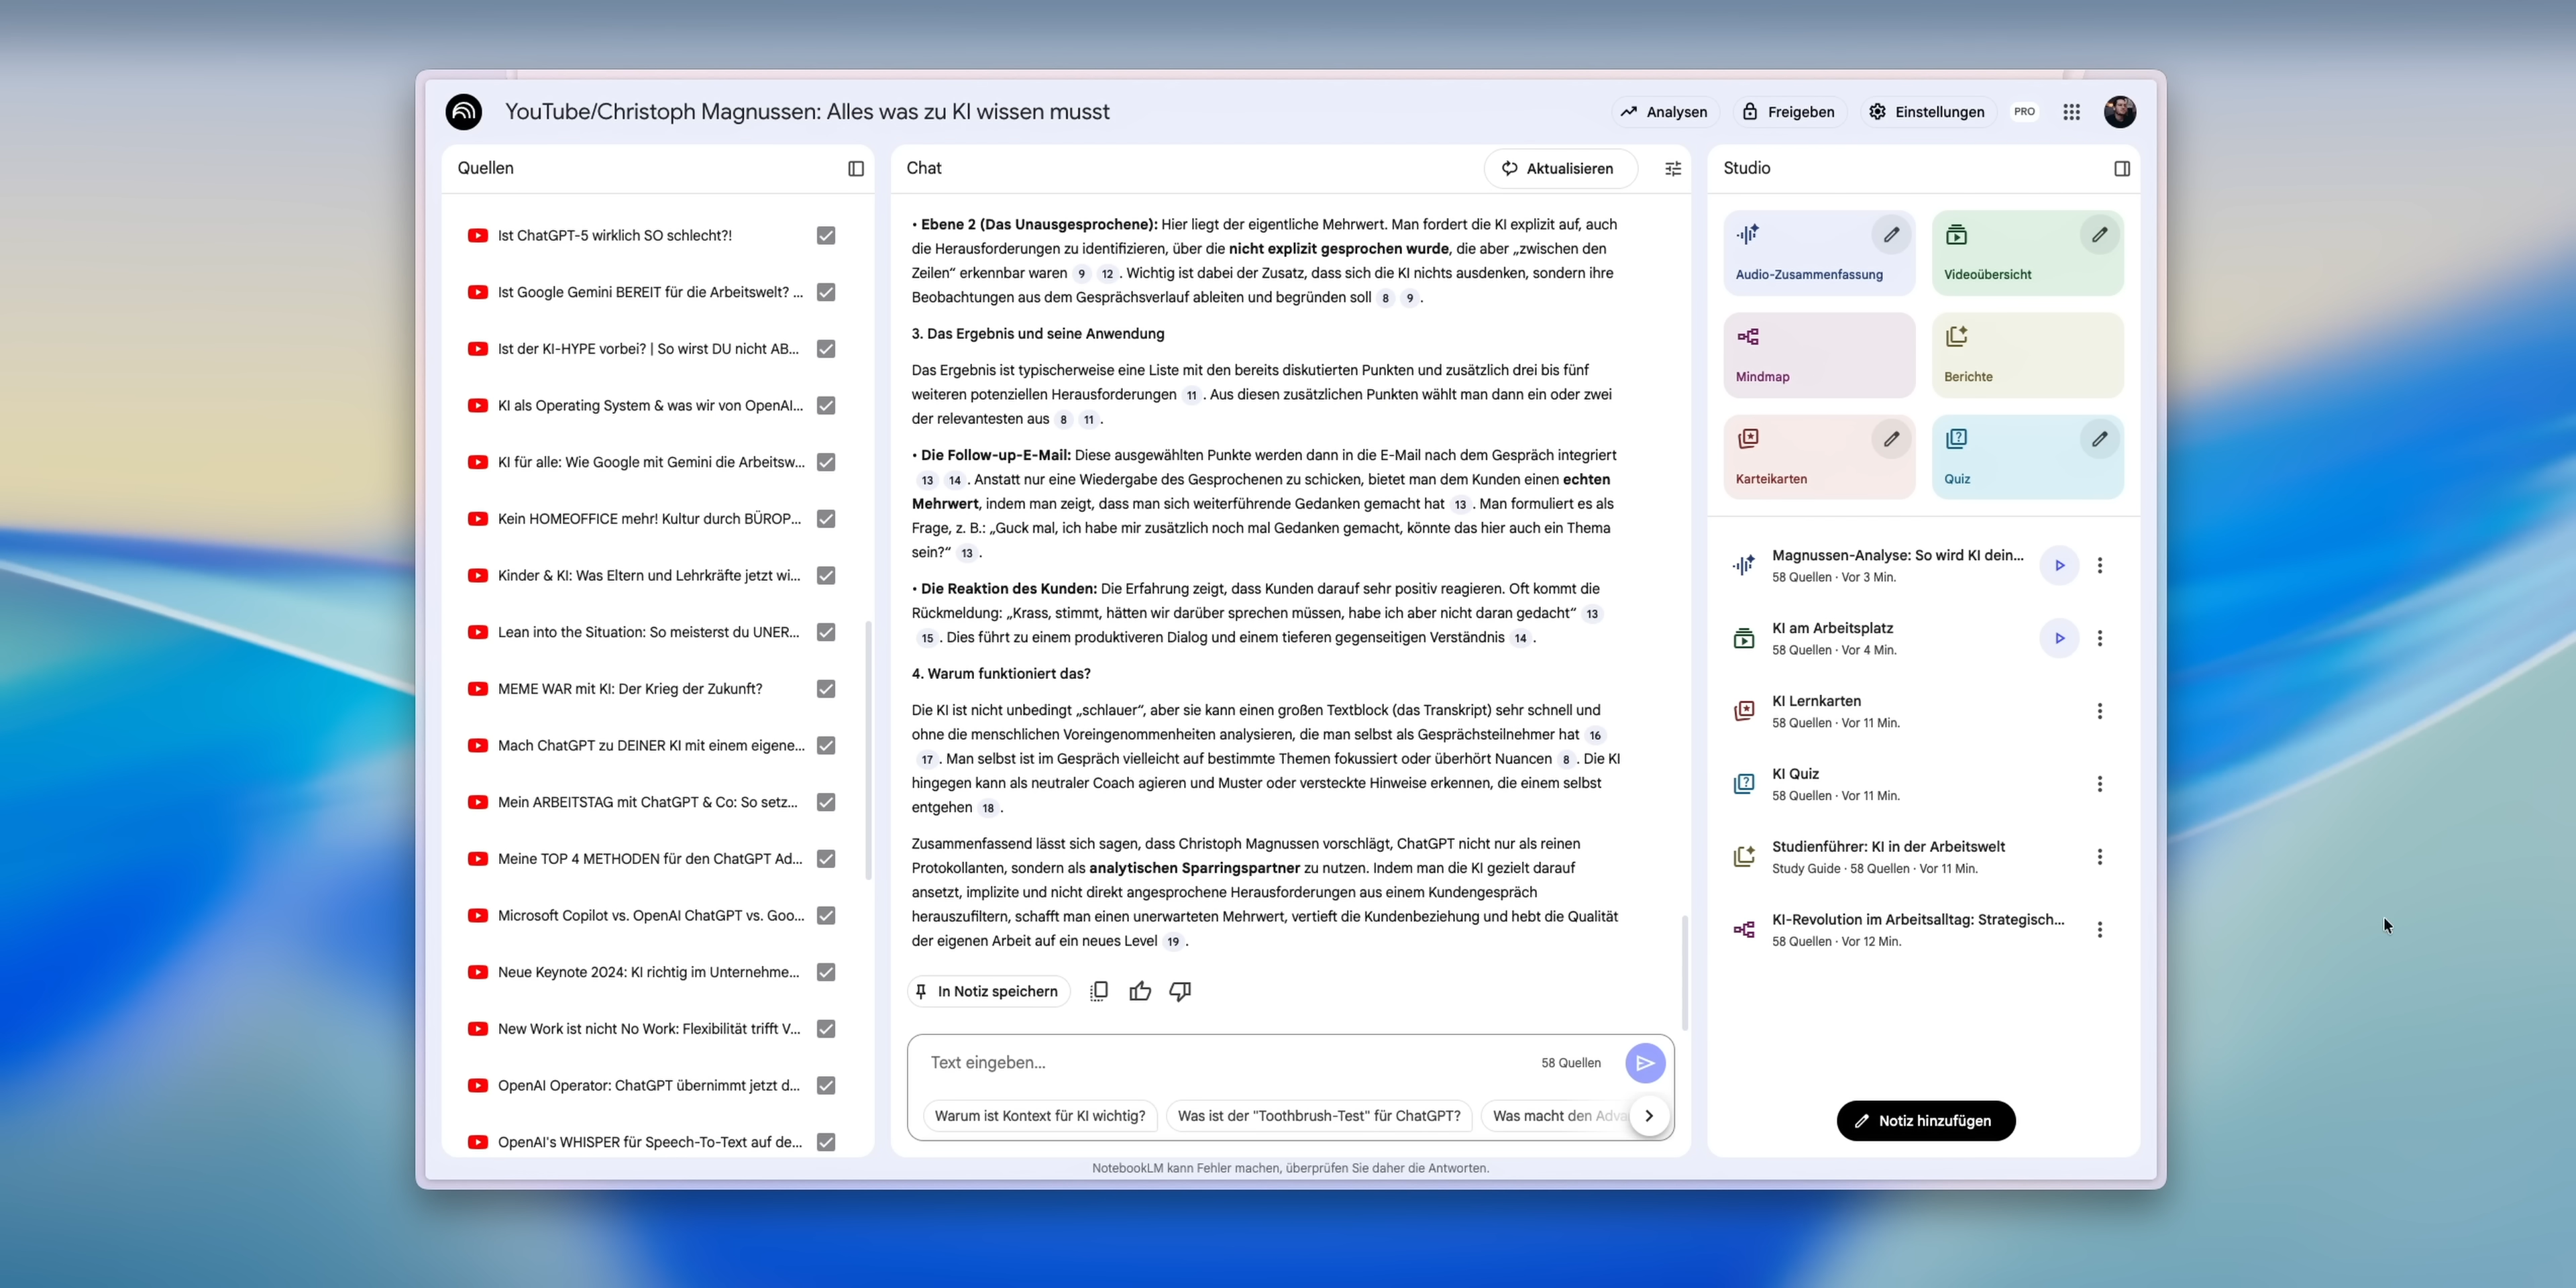 YouTube/Christoph Magnussen: Alles was zu KI wissen musst
Analysen
Freigeben
Einstellungen
PRO
Quellen
Ist ChatGPT-5 wirklich SO schlecht?!
Ist Google Gemini BEREIT für die Arbeitswelt? ...
Ist der KI-HYPE vorbei? | So wirst DU nicht AB...
KI als Operating System & was wir von OpenAI...
KI für alle: Wie Google mit Gemini die Arbeitsw...
Kein HOMEOFFICE mehr! Kultur durch BÜROP...
Kinder & KI: Was Eltern und Lehrkräfte jetzt wi...
Lean into the Situation: So meisterst du UNER...
MEME WAR mit KI: Der Krieg der Zukunft?
Mach ChatGPT zu DEINER KI mit einem eigene...
Mein ARBEITSTAG mit ChatGPT & Co: So setz...
Meine TOP 4 METHODEN für den ChatGPT Ad...
Microsoft Copilot vs. OpenAI ChatGPT vs. Goo...
Neue Keynote 2024: KI richtig im Unternehme...
New Work ist nicht No Work: Flexibilität trifft V...
OpenAI Operator: ChatGPT übernimmt jetzt d...
OpenAI's WHISPER für Speech-To-Text auf de...
Chat
Aktualisieren
• Ebene 2 (Das Unausgesprochene): Hier liegt der eigentliche Mehrwert. Man fordert die KI explizit auf, auch
die Herausforderungen zu identifizieren, über die nicht explizit gesprochen wurde, die aber „zwischen den
Zeilen“ erkennbar waren 9 12 . Wichtig ist dabei der Zusatz, dass sich die KI nichts ausdenken, sondern ihre
Beobachtungen aus dem Gesprächsverlauf ableiten und begründen soll 8 9 .
3. Das Ergebnis und seine Anwendung
Das Ergebnis ist typischerweise eine Liste mit den bereits diskutierten Punkten und zusätzlich drei bis fünf
weiteren potenziellen Herausforderungen 11 . Aus diesen zusätzlichen Punkten wählt man dann ein oder zwei
der relevantesten aus 8 11 .
• Die Follow-up-E-Mail: Diese ausgewählten Punkte werden dann in die E-Mail nach dem Gespräch integriert
13 14 . Anstatt nur eine Wiedergabe des Gesprochenen zu schicken, bietet man dem Kunden einen echten
Mehrwert, indem man zeigt, dass man sich weiterführende Gedanken gemacht hat 13 . Man formuliert es als
Frage, z. B.: „Guck mal, ich habe mir zusätzlich noch mal Gedanken gemacht, könnte das hier auch ein Thema
sein?“ 13 .
• Die Reaktion des Kunden: Die Erfahrung zeigt, dass Kunden darauf sehr positiv reagieren. Oft kommt die
Rückmeldung: „Krass, stimmt, hätten wir darüber sprechen müssen, habe ich aber nicht daran gedacht“ 13
15 . Dies führt zu einem produktiveren Dialog und einem tieferen gegenseitigen Verständnis 14 .
4. Warum funktioniert das?
Die KI ist nicht unbedingt „schlauer“, aber sie kann einen großen Textblock (das Transkript) sehr schnell und
ohne die menschlichen Voreingenommenheiten analysieren, die man selbst als Gesprächsteilnehmer hat 16
17 . Man selbst ist im Gespräch vielleicht auf bestimmte Themen fokussiert oder überhört Nuancen 8 . Die KI
hingegen kann als neutraler Coach agieren und Muster oder versteckte Hinweise erkennen, die einem selbst
entgehen 18 .
Zusammenfassend lässt sich sagen, dass Christoph Magnussen vorschlägt, ChatGPT nicht nur als reinen
Protokollanten, sondern als analytischen Sparringspartner zu nutzen. Indem man die KI gezielt darauf
ansetzt, implizite und nicht direkt angesprochene Herausforderungen aus einem Kundengespräch
herauszufiltern, schafft man einen unerwarteten Mehrwert, vertieft die Kundenbeziehung und hebt die Qualität
der eigenen Arbeit auf ein neues Level 19 .
In Notiz speichern
Text eingeben...
58 Quellen
Warum ist Kontext für KI wichtig?
Was ist der "Toothbrush-Test" für ChatGPT?
Was macht den Adva
NotebookLM kann Fehler machen, überprüfen Sie daher die Antworten.
Studio
Audio-Zusammenfassung
Videoübersicht
Mindmap
Berichte
Karteikarten
Quiz
Magnussen-Analyse: So wird KI dein...
58 Quellen · Vor 3 Min.
KI am Arbeitsplatz
58 Quellen · Vor 4 Min.
KI Lernkarten
58 Quellen · Vor 11 Min.
KI Quiz
58 Quellen · Vor 11 Min.
Studienführer: KI in der Arbeitswelt
Study Guide · 58 Quellen · Vor 11 Min.
KI-Revolution im Arbeitsalltag: Strategisch...
58 Quellen · Vor 12 Min.
Notiz hinzufügen